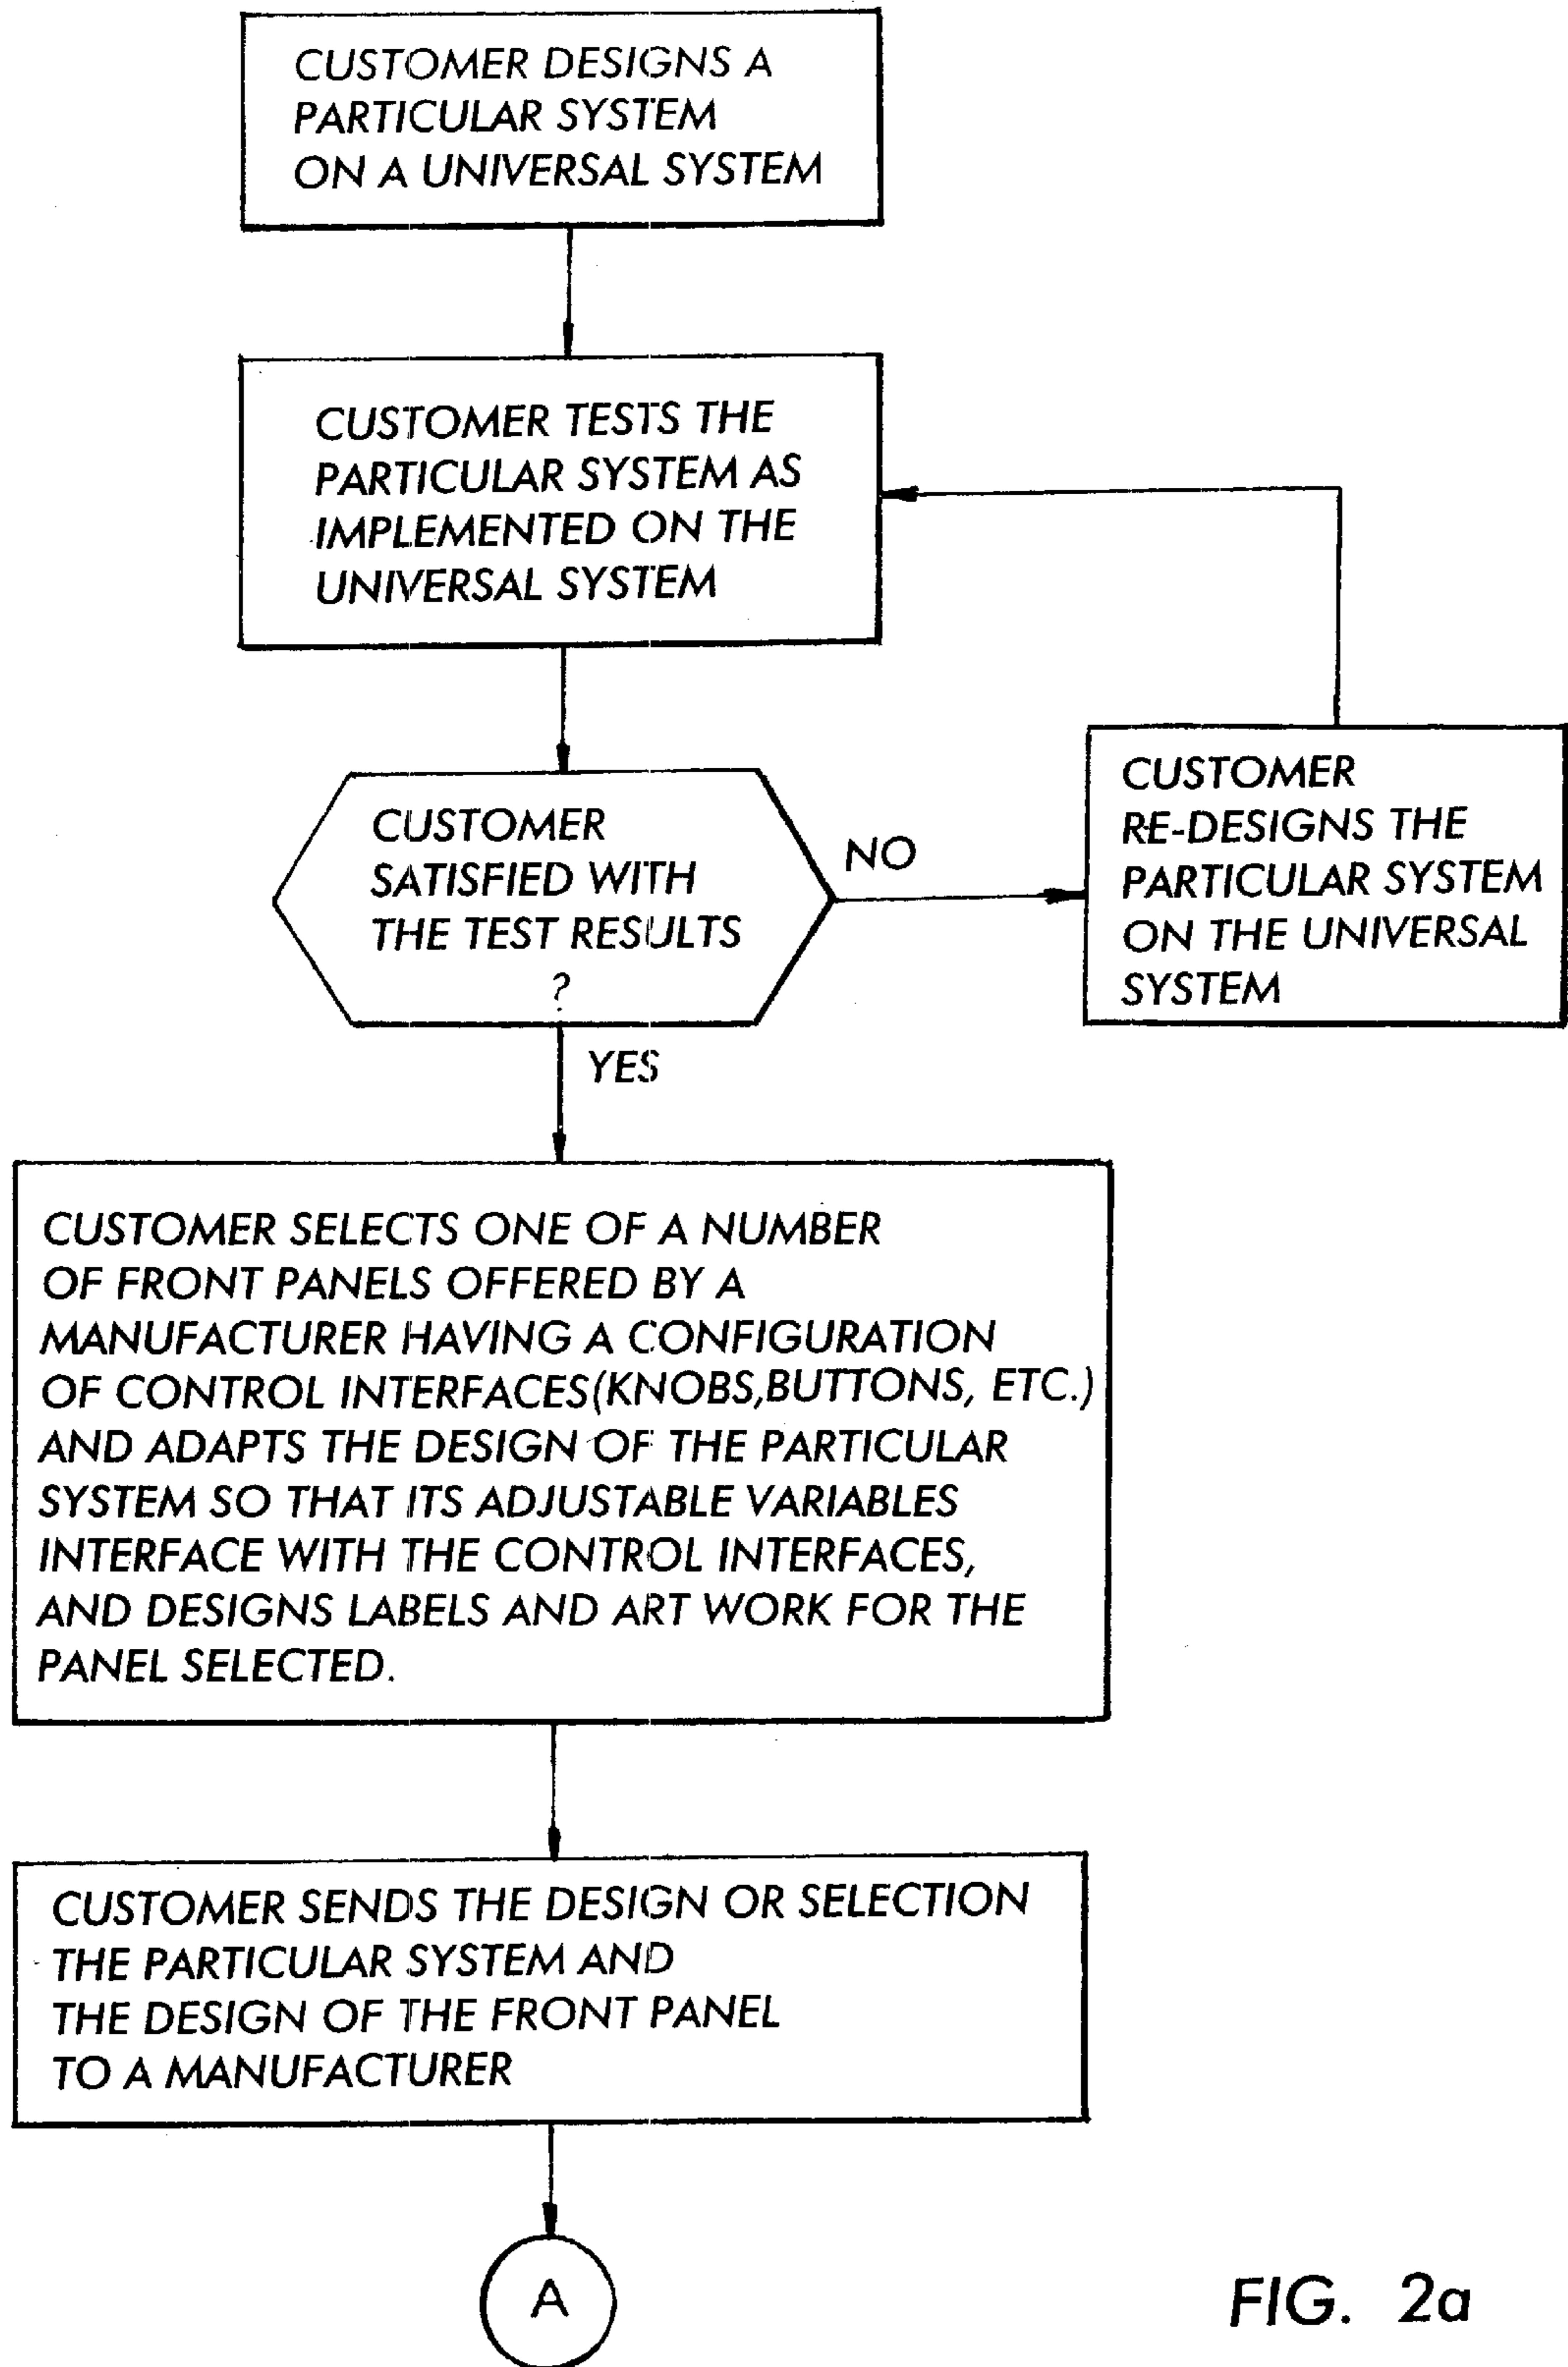 CUSTOMER DESIGNS A
PARTICULAR SYSTEM
ON A UNIVERSAL SYSTEM
CUSTOMER TESTS THE
PARTICULAR SYSTEM AS
IMPLEMENTED ON THE
UNIVERSAL SYSTEM
CUSTOMER
SATISFIED WITH
THE TEST RESULTS
?
NO
CUSTOMER
RE-DESIGNS THE
PARTICULAR SYSTEM
ON THE UNIVERSAL
SYSTEM
YES
CUSTOMER SELECTS ONE OF A NUMBER
OF FRONT PANELS OFFERED BY A
MANUFACTURER HAVING A CONFIGURATION
OF CONTROL INTERFACES(KNOBS,BUTTONS, ETC.)
AND ADAPTS THE DESIGN OF THE PARTICULAR
SYSTEM SO THAT ITS ADJUSTABLE VARIABLES
INTERFACE WITH THE CONTROL INTERFACES,
AND DESIGNS LABELS AND ART WORK FOR THE
PANEL SELECTED.
CUSTOMER SENDS THE DESIGN OR SELECTION
THE PARTICULAR SYSTEM AND
THE DESIGN OF THE FRONT PANEL
TO A MANUFACTURER
A
FIG. 2a